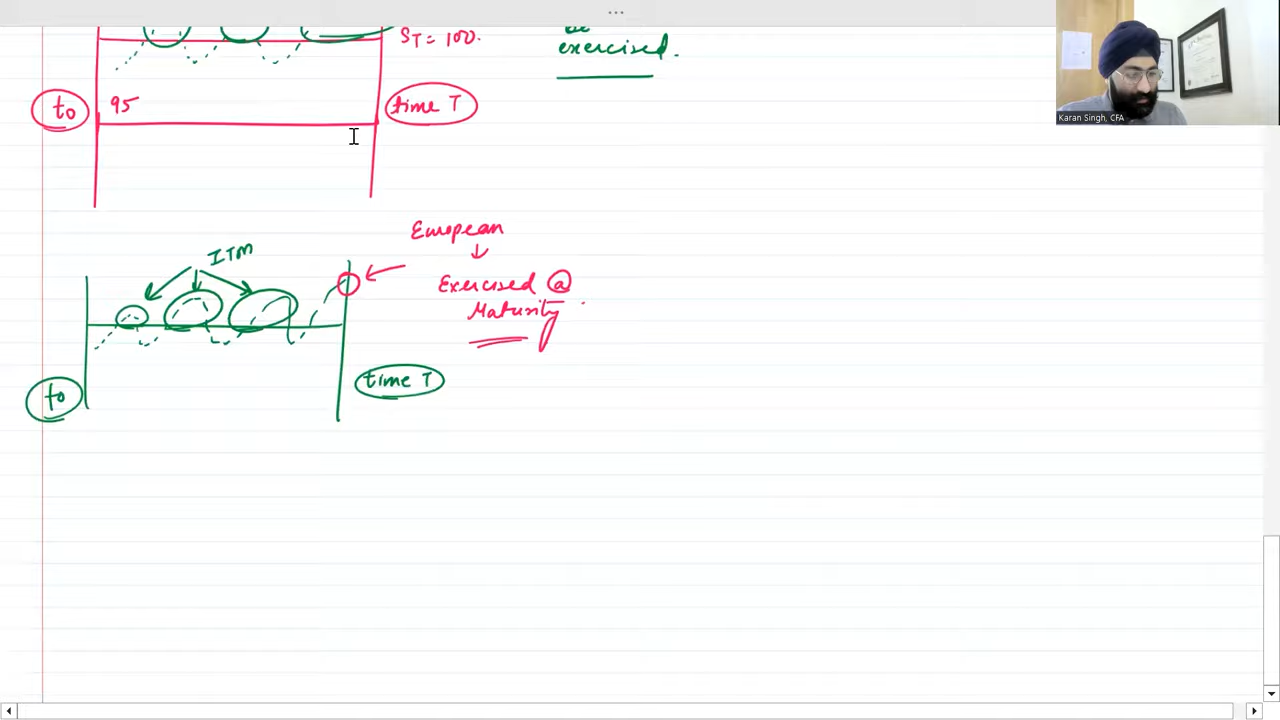 exercised.
ST = 100.
to
95
time T
Karan Singh, CFA
European
ITM
Exercised @
Maturity
to
time T